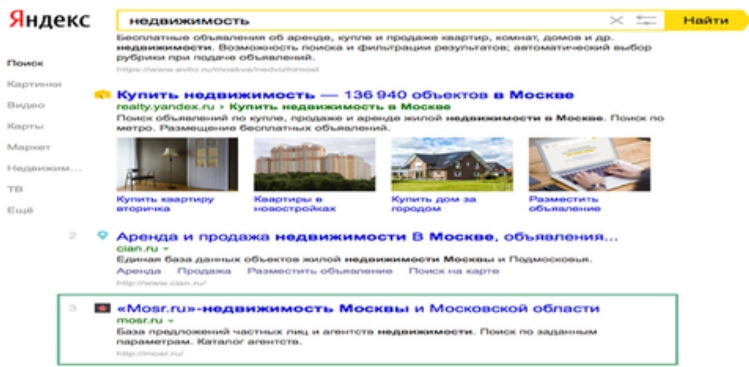 Яндекс
недвижимость
Найти
Поиск
Картинки
Видео
Карты
Маркет
Недвижим...
ТВ
Ещё
Бесплатные объявления об аренде, купле и продаже квартир, комнат, домов и др.
недвижимости. Возможность поиска и фильтрации результатов; автоматический выбор
рубрики при подаче объявлений.
https://www.avito.ru/moskva/nedvizhimost
Купить недвижимость — 136 940 объектов в Москве
realty.yandex.ru › Купить недвижимость в Москве
Поиск объявлений по купле, продаже и аренде жилой недвижимости в Москве. Поиск по
метро. Размещение бесплатных объявлений.
Купить квартиру
вторичка
Квартиры в
новостройках
Купить дом за
городом
Разместить
объявление
2
Аренда и продажа недвижимости В Москве, объявления...
cian.ru
Единая база данных объектов жилой недвижимости Москвы и Подмосковья.
Аренда Продажа Разместить объявление Поиск на карте
http://www.cian.ru/
3
«Mosr.ru»-недвижимость Москвы и Московской области
mosr.ru
База предложений частных лиц и агентств недвижимости. Поиск по заданным
параметрам. Каталог агентств.
http://mosr.ru/